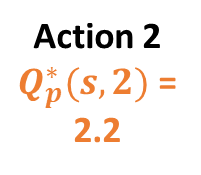 Action 2
Q*p(s, 2) =
2.2